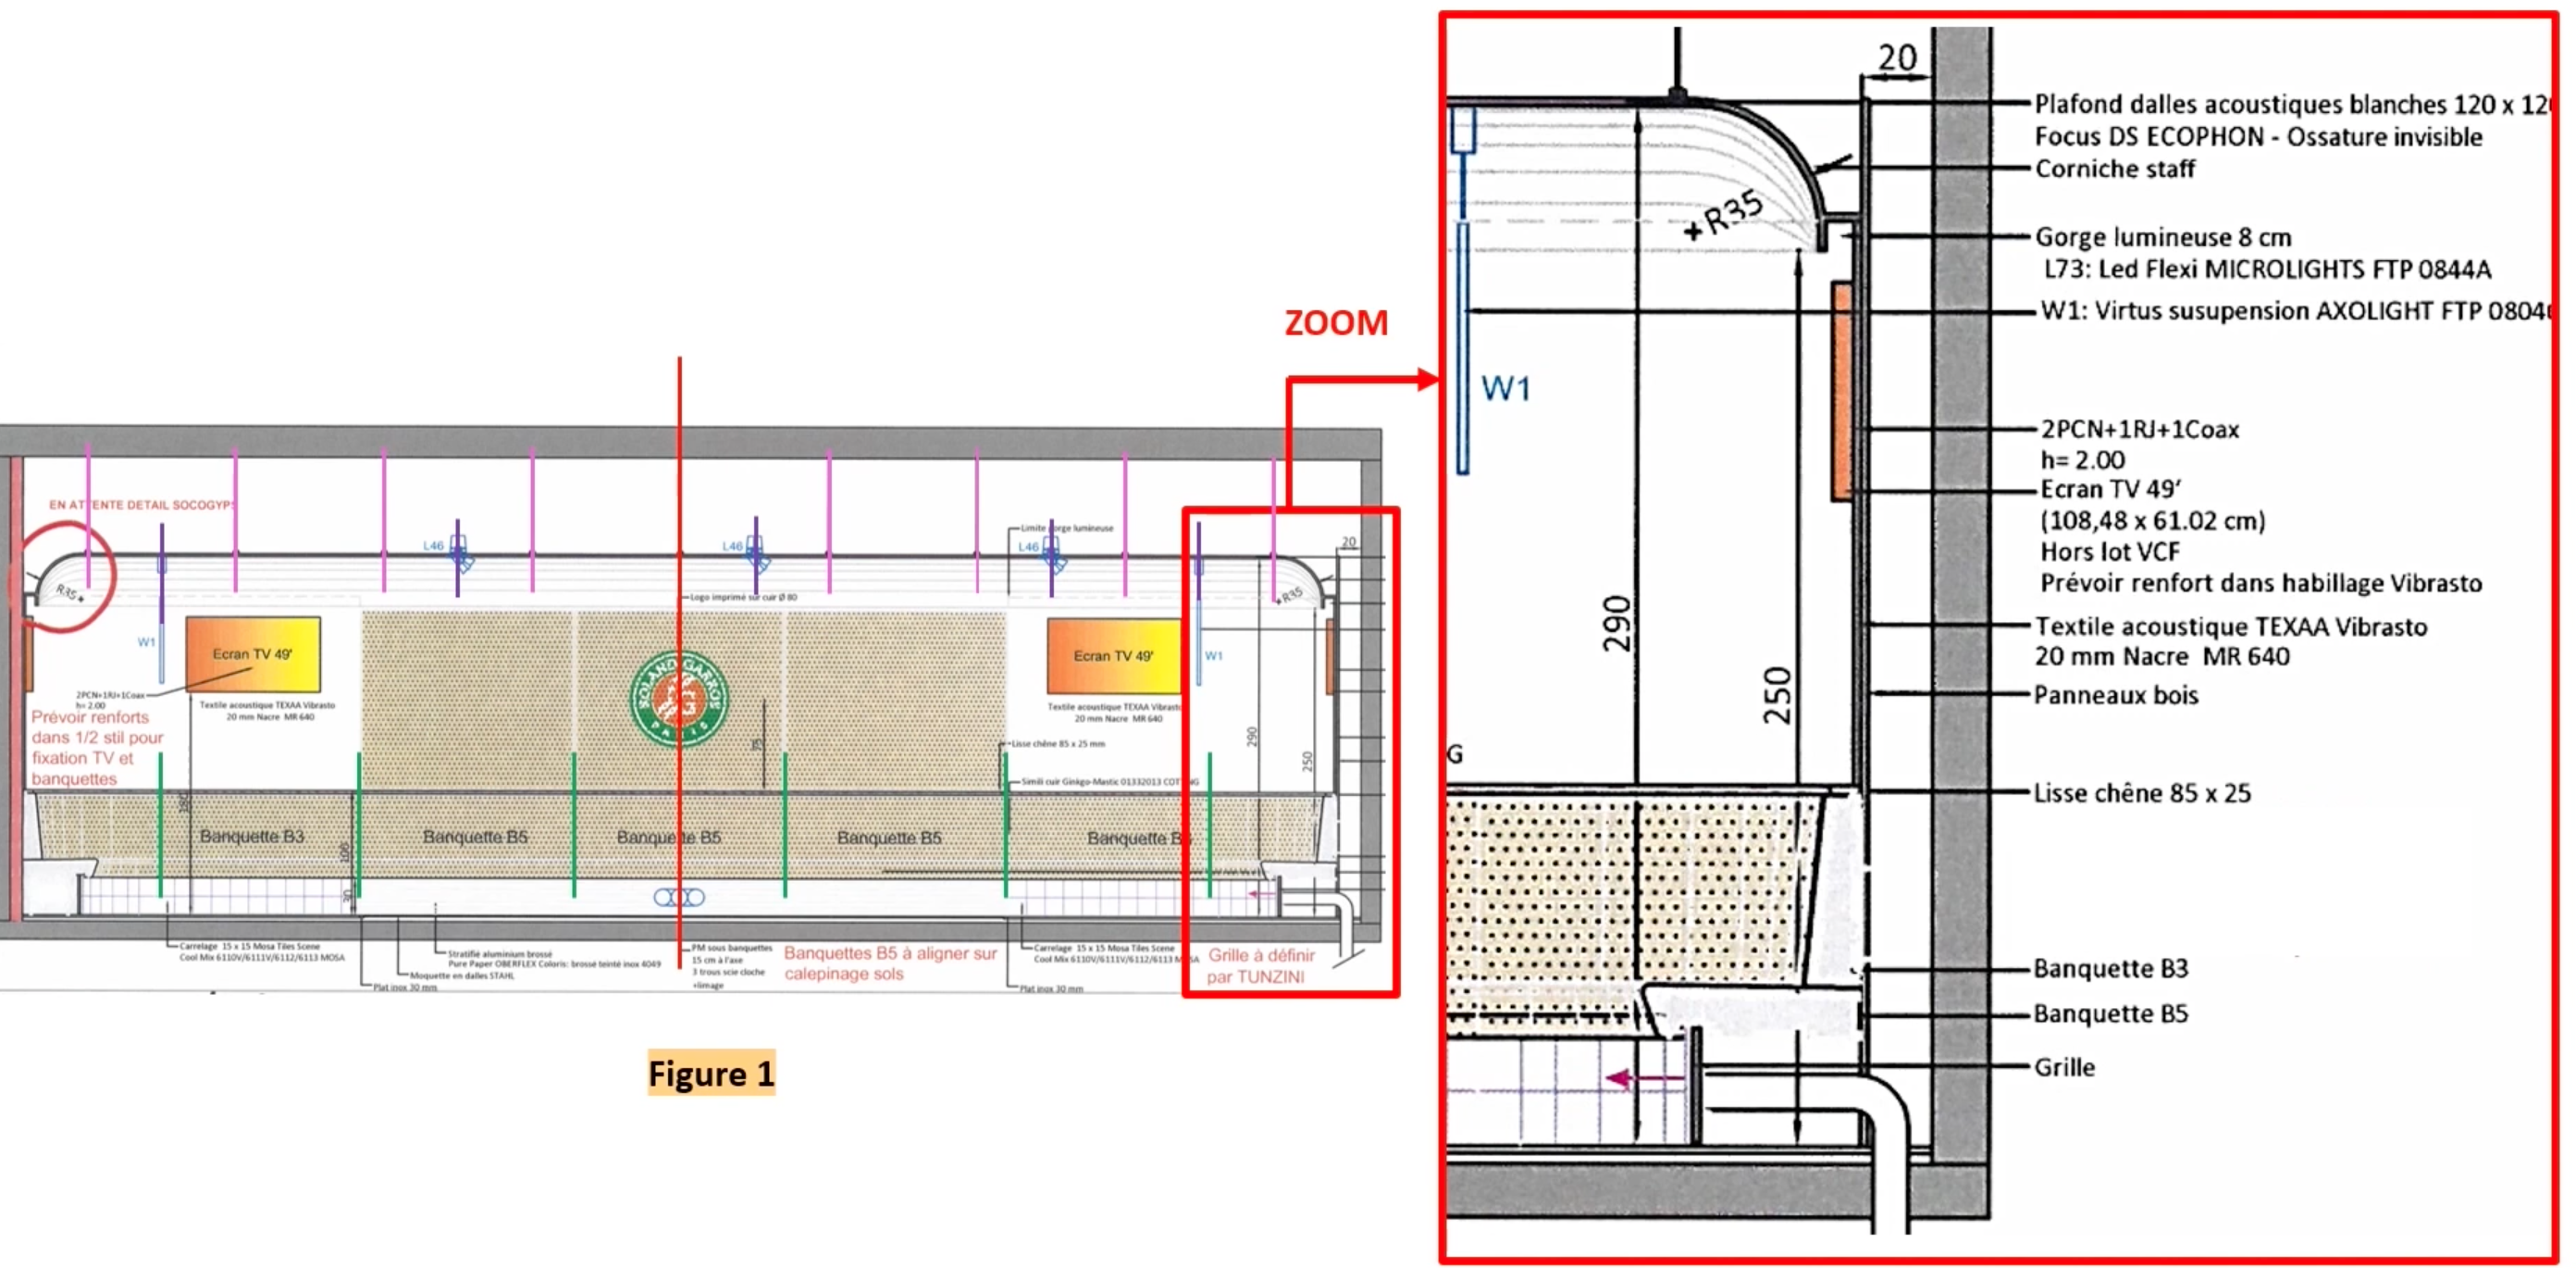 ZOOM
EN ATTENTE DETAIL SOCOGYPS
L46
L46
L46
Limite gorge lumineuse
20
R35
Logo imprimé sur cuir Ø 80
R35
W1
Ecran TV 49'
ROLAND GARROS
PARIS
Ecran TV 49'
W1
2PCN+1RJ+1Coax
h= 2.00
Textile acoustique TEXAA Vibrasto
20 mm Nacre MR 640
Textile acoustique TEXAA Vibrasto
20 mm Nacre MR 640
Prévoir renforts
dans 1/2 stil pour
fixation TV et
banquettes
75
290
250
Lisse chêne 85 x 25 mm
Simili cuir Ginkgo-Mastic 01332013
180
Banquette B3
100
Banquette B5
Banquette B5
Banquette B5
Banquette B
30
Carrelage 15 x 15 Mosa Tiles Scene
Cool Mix 6110V/6111V/6112/6113 MOSA
Stratifié aluminium brossé
Pure Paper OBERFLEX Coloris: brossé teinté inox 4049
Moquette en dalles STAHL
Plat inox 30 mm
PM sous banquettes
15 cm à l'axe
3 trous scie cloche
+limage
Banquettes B5 à aligner sur
calepinage sols
Carrelage 15 x 15 Mosa Tiles Scene
Cool Mix 6110V/6111V/6112/6113 MOSA
Plat inox 30 mm
Grille à définir
par TUNZINI
Figure 1
20
Plafond dalles acoustiques blanches 120 x 12
Focus DS ECOPHON - Ossature invisible
Corniche staff
+R35
Gorge lumineuse 8 cm
L73: Led Flexi MICROLIGHTS FTP 0844A
W1: Virtus susupension AXOLIGHT FTP 0804
W1
2PCN+1RJ+1Coax
h= 2.00
Ecran TV 49'
(108,48 x 61.02 cm)
Hors lot VCF
Prévoir renfort dans habillage Vibrasto
290
Textile acoustique TEXAA Vibrasto
20 mm Nacre MR 640
250
Panneaux bois
G
Lisse chêne 85 x 25
Banquette B3
Banquette B5
Grille